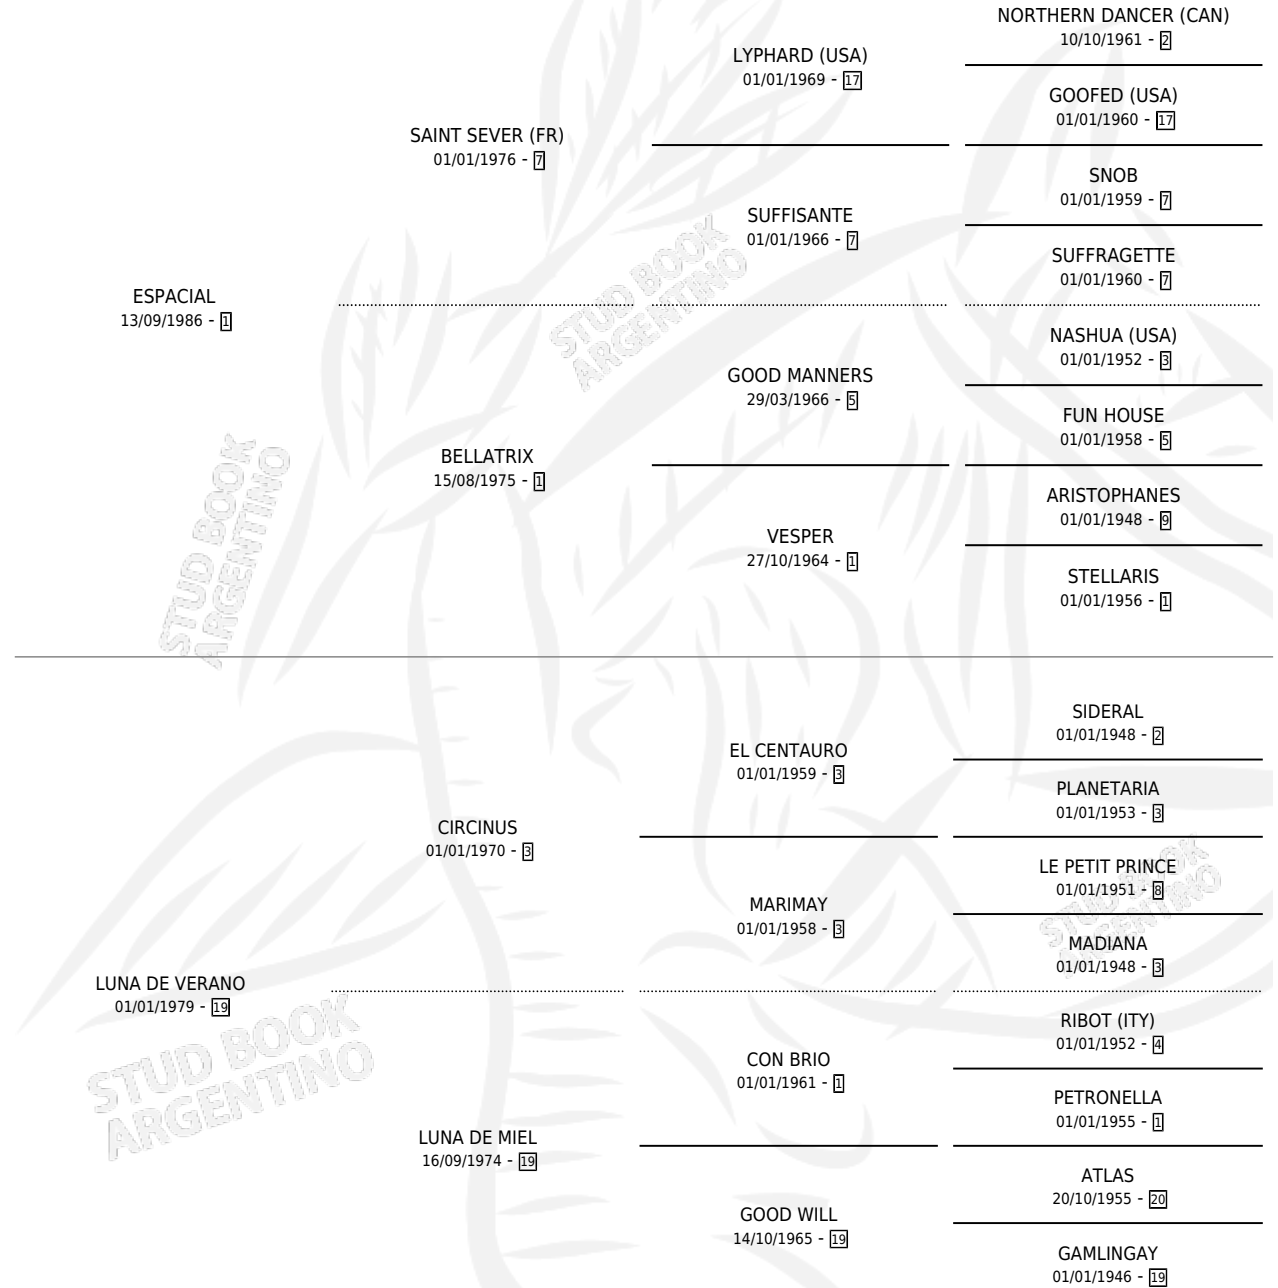 NORTHERN DANCER (CAN)
10/10/1961 - 2
LYPHARD (USA)
01/01/1969 - 17
GOOFED (USA)
01/01/1960 - 17
SAINT SEVER (FR)
01/01/1976 - 7
SNOB
01/01/1959 - 7
SUFFISANTE
01/01/1966 - 7
SUFFRAGETTE
01/01/1960 - 7
ESPACIAL
13/09/1986 - 1
NASHUA (USA)
01/01/1952 - 3
GOOD MANNERS
29/03/1966 - 5
FUN HOUSE
01/01/1958 - 5
BELLATRIX
15/08/1975 - 1
ARISTOPHANES
01/01/1948 - 9
VESPER
27/10/1964 - 1
STELLARIS
01/01/1956 - 1
SIDERAL
01/01/1948 - 2
EL CENTAURO
01/01/1959 - 3
PLANETARIA
01/01/1953 - 3
CIRCINUS
01/01/1970 - 3
LE PETIT PRINCE
01/01/1951 - 8
MARIMAY
01/01/1958 - 3
MADIANA
01/01/1948 - 3
LUNA DE VERANO
01/01/1979 - 19
RIBOT (ITY)
01/01/1952 - 4
CON BRIO
01/01/1961 - 1
PETRONELLA
01/01/1955 - 1
LUNA DE MIEL
16/09/1974 - 19
ATLAS
20/10/1955 - 20
GOOD WILL
14/10/1965 - 19
GAMLINGAY
01/01/1946 - 19
STUD BOOK
ARGENTINO
STUD BOOK
ARGENTINO
STUD BOOK
ARGENTINO
STUD BOOK
ARGENTINO